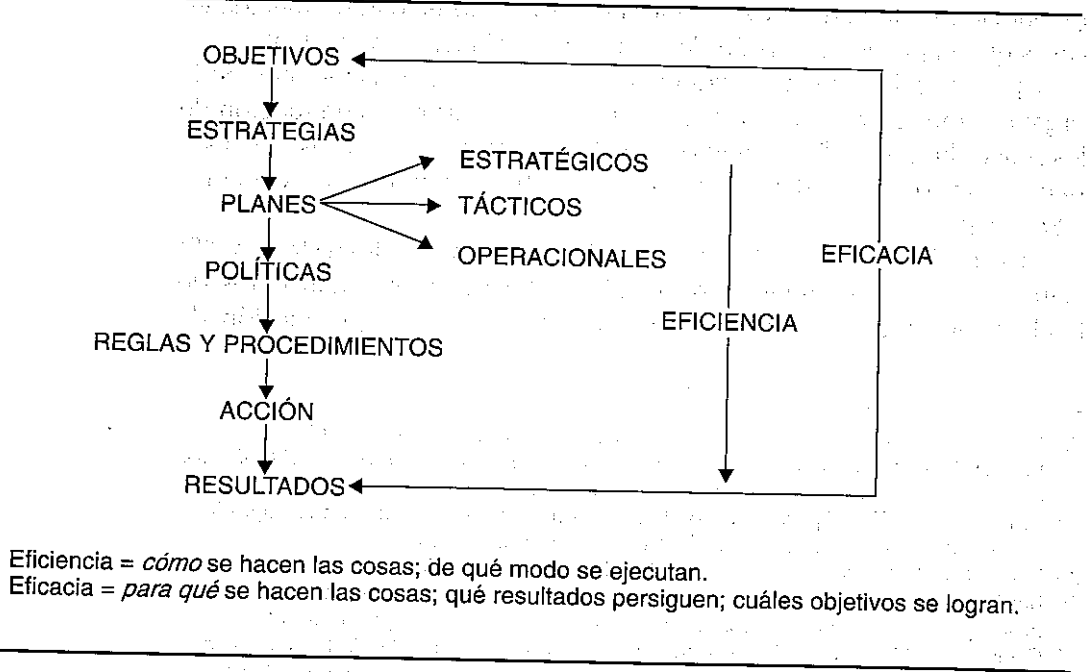 OBJETIVOS
ESTRATEGIAS
ESTRATÉGICOS
PLANES
TÁCTICOS
OPERACIONALES
EFICACIA
POLÍTICAS
EFICIENCIA
REGLAS Y PROCEDIMIENTOS
ACCIÓN
RESULTADOS
Eficiencia = cómo se hacen las cosas; de qué modo se ejecutan.
Eficacia = para qué se hacen las cosas; qué resultados persiguen; cuáles objetivos se logran.